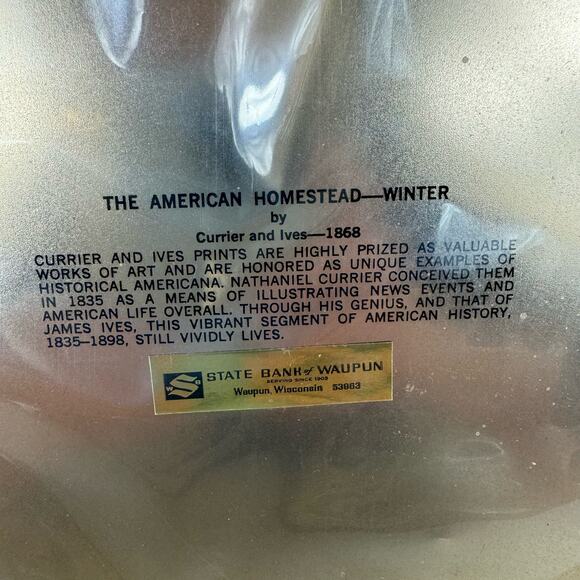 THE AMERICAN HOMESTEAD—WINTER
by
Currier and Ives—1868
CURRIER AND IVES PRINTS ARE HIGHLY PRIZED AS VALUABLE
WORKS OF ART AND ARE HONORED AS UNIQUE EXAMPLES OF
HISTORICAL AMERICANA. NATHANIEL CURRIER CONCEIVED THEM
IN 1835 AS A MEANS OF ILLUSTRATING NEWS EVENTS AND
AMERICAN LIFE OVERALL. THROUGH HIS GENIUS, AND THAT OF
JAMES IVES, THIS VIBRANT SEGMENT OF AMERICAN HISTORY,
1835–1898, STILL VIVIDLY LIVES.
STATE BANK of WAUPUN
SERVING SINCE 1903
Waupun, Wisconsin 53963